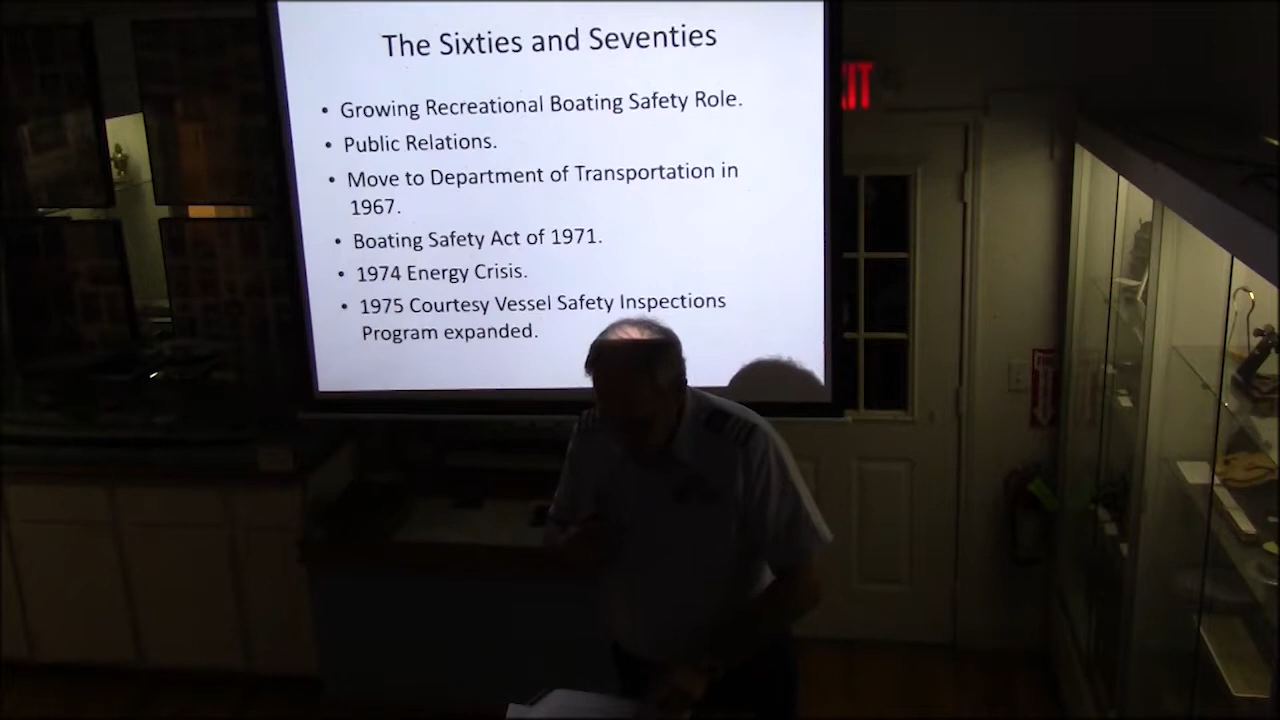 The Sixties and Seventies
• Growing Recreational Boating Safety Role.
• Public Relations.
• Move to Department of Transportation in
1967.
• Boating Safety Act of 1971.
• 1974 Energy Crisis.
• 1975 Courtesy Vessel Safety Inspections
Program expanded.
XIT